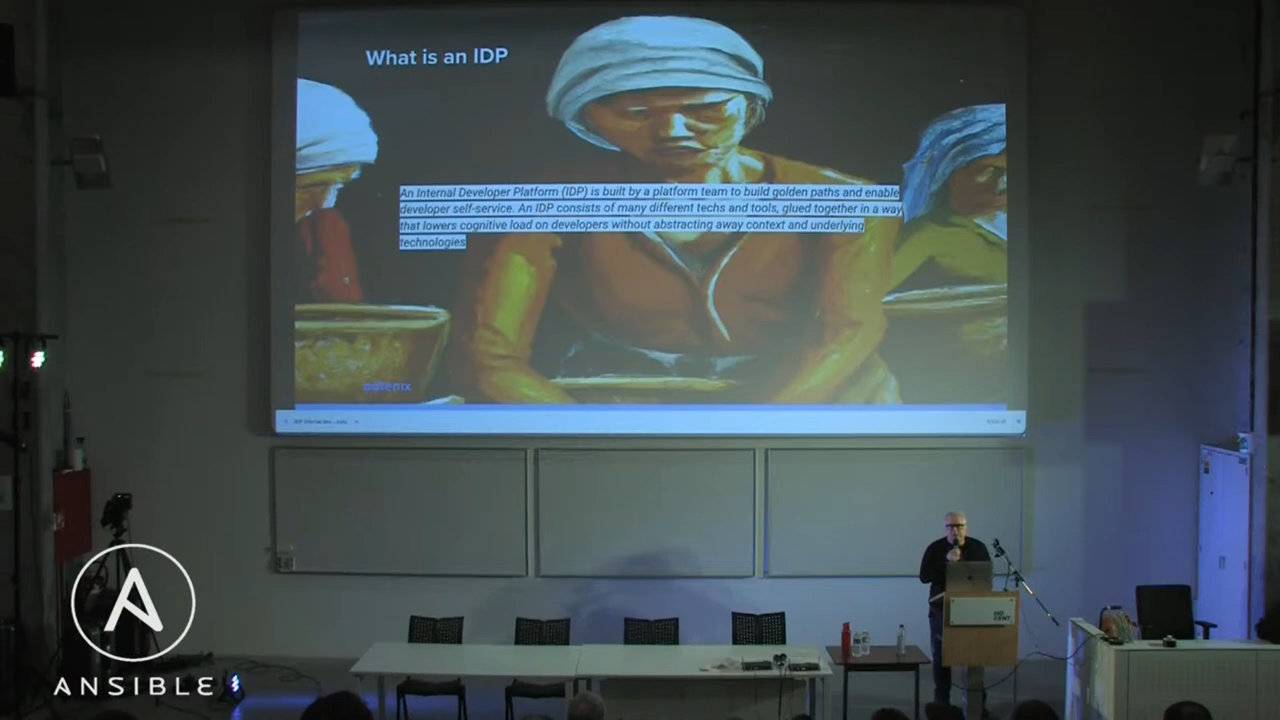 What is an IDP
An Internal Developer Platform (IDP) is built by a platform team to build golden paths and enable
developer self-service. An IDP consists of many different techs and tools, glued together in a way
that lowers cognitive load on developers without abstracting away context and underlying
technologies
HO
GENT
ANSIBLE